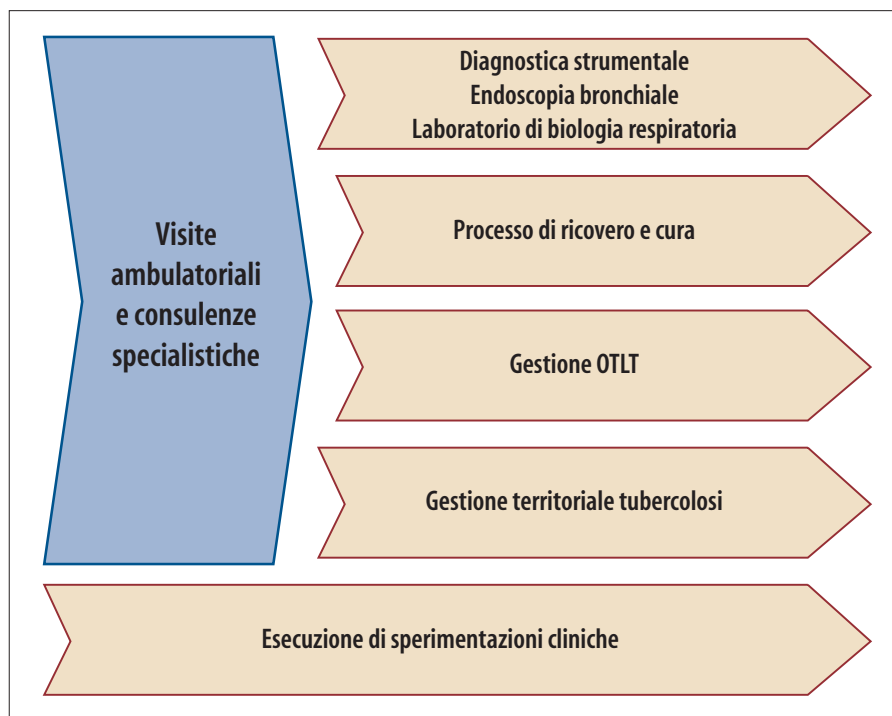 Visite
ambulatoriali
e consulenze
specialistiche
Diagnostica strumentale
Endoscopia bronchiale
Laboratorio di biologia respiratoria
Processo di ricovero e cura
Gestione OTLT
Gestione territoriale tubercolosi
Esecuzione di sperimentazioni cliniche